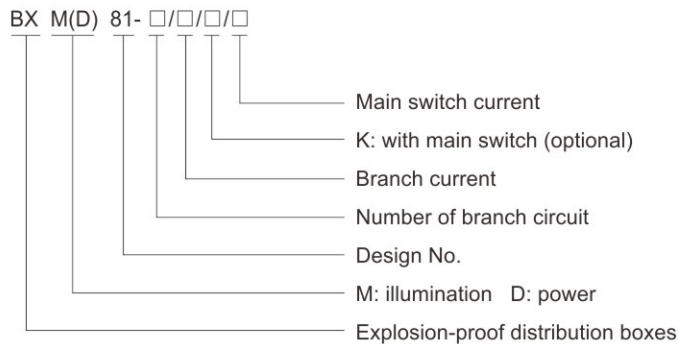 BX M(D) 81- □/□/□/□
Main switch current
K: with main switch (optional)
Branch current
Number of branch circuit
Design No.
M: illumination D: power
Explosion-proof distribution boxes